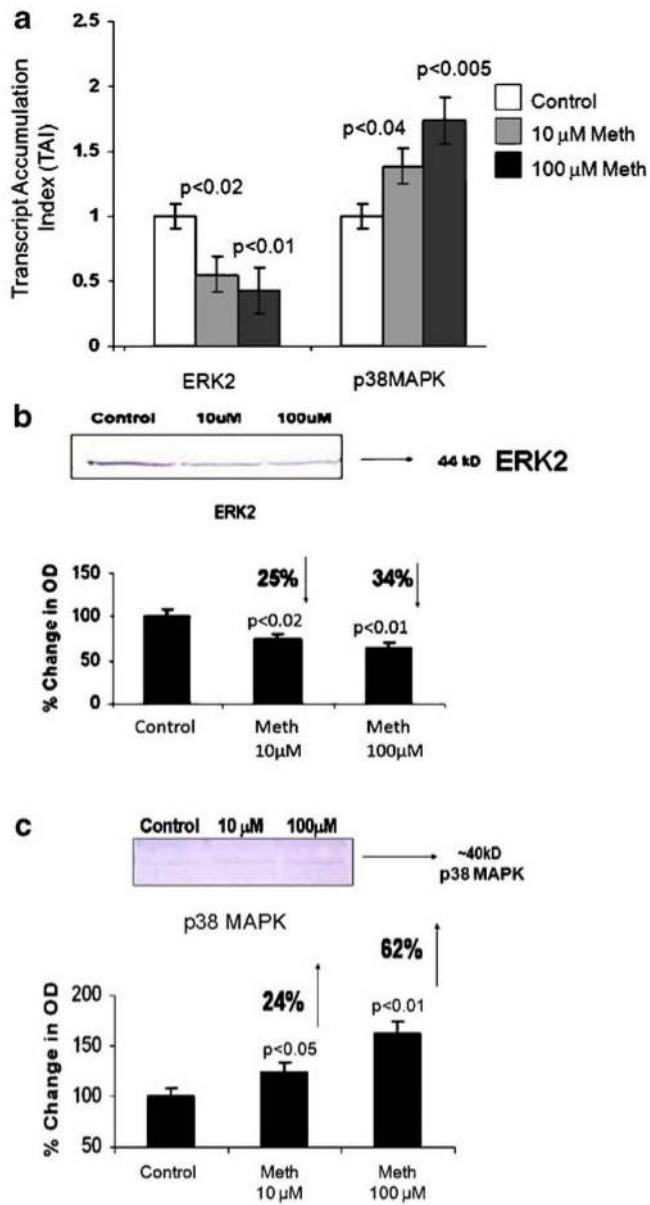 a
2.5
2
1.5
1
0.5
0
Transcript Accumulation
Index (TAI)
p<0.02
p<0.01
p<0.04
p<0.005
Control
10 μM Meth
100 μM Meth
ERK2
p38MAPK
b
Control 10uM 100uM
44 kD ERK2
ERK2
% Change in OD
150
100
50
0
25%
34%
p<0.02
p<0.01
Control
Meth
10μM
Meth
100μM
c
Control 10 μM 100μM
~40kD
p38 MAPK
p38 MAPK
% Change in OD
200
150
100
50
24%
62%
p<0.05
p<0.01
Control
Meth
10 μM
Meth
100 μM